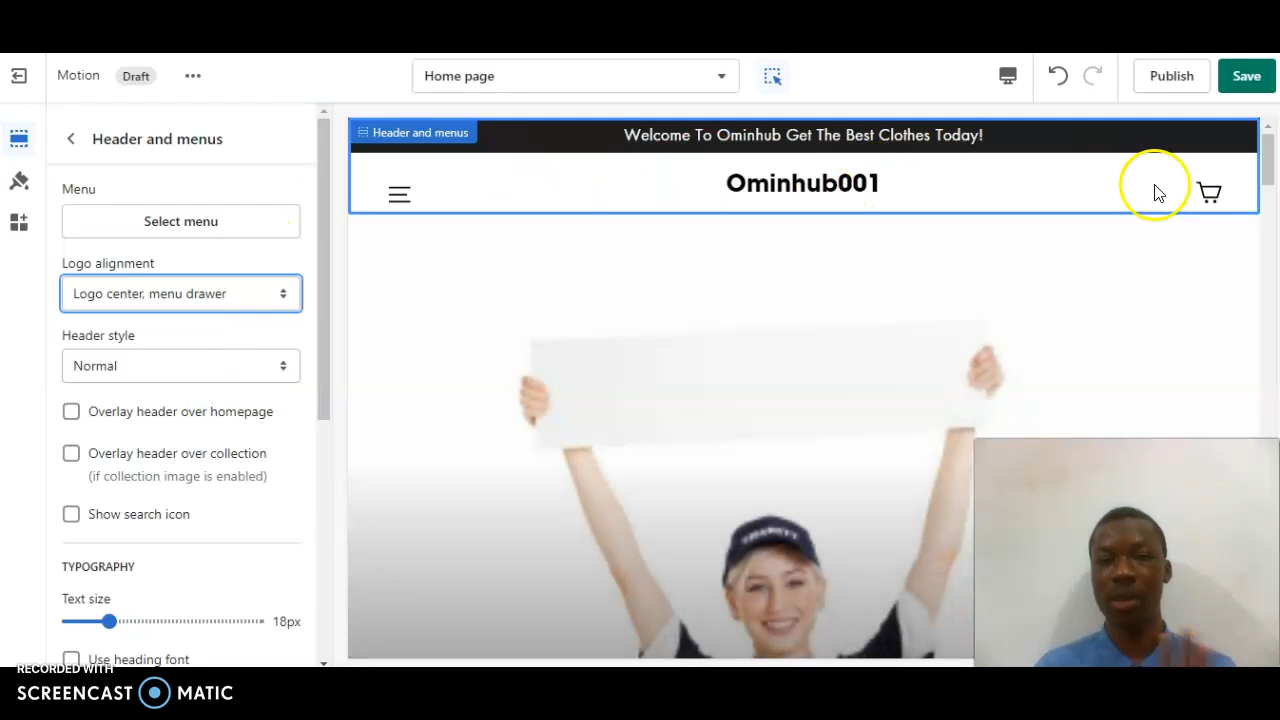 Motion Draft ••• Home page Publish Save
Header and menus
Menu
Select menu
Logo alignment
Logo center, menu drawer
Header style
Normal
Overlay header over homepage
Overlay header over collection
(if collection image is enabled)
Show search icon
TYPOGRAPHY
Text size
18px
Use heading font
Header and menus
Welcome To Ominhub Get The Best Clothes Today!
Ominhub001
RECORDED WITH
SCREENCAST MATIC